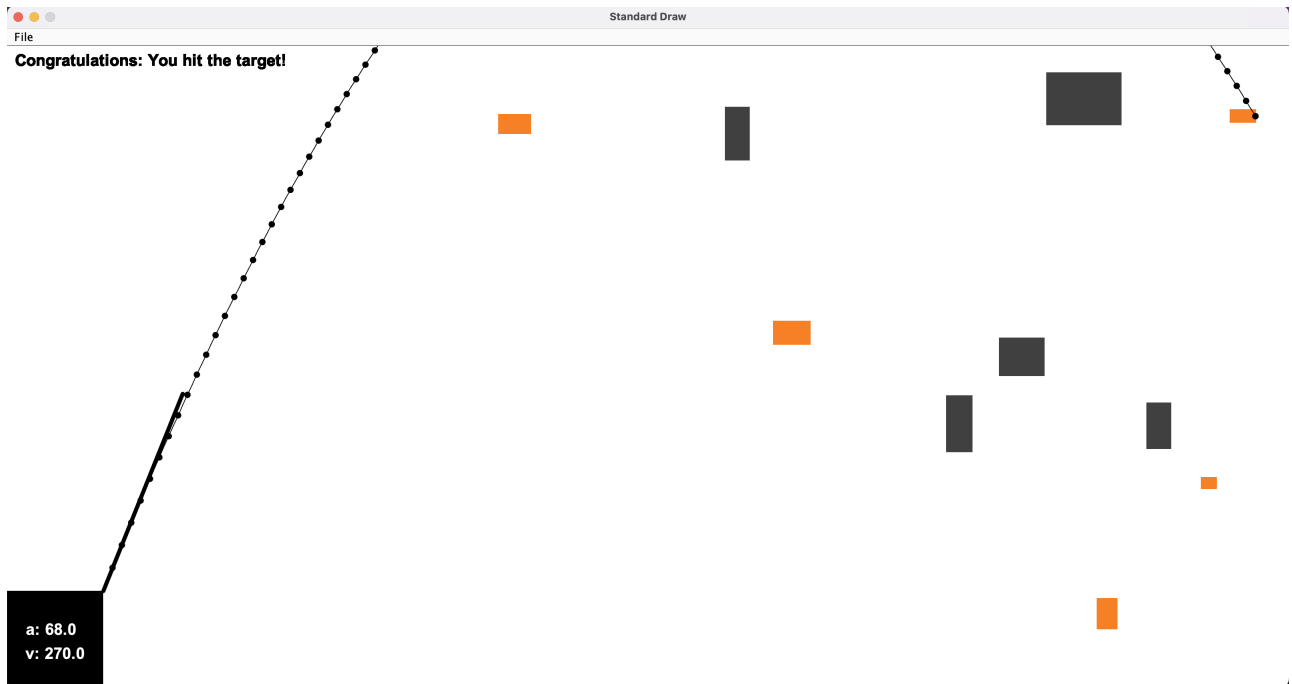 Standard Draw
File
Congratulations: You hit the target!
a: 68.0
v: 270.0